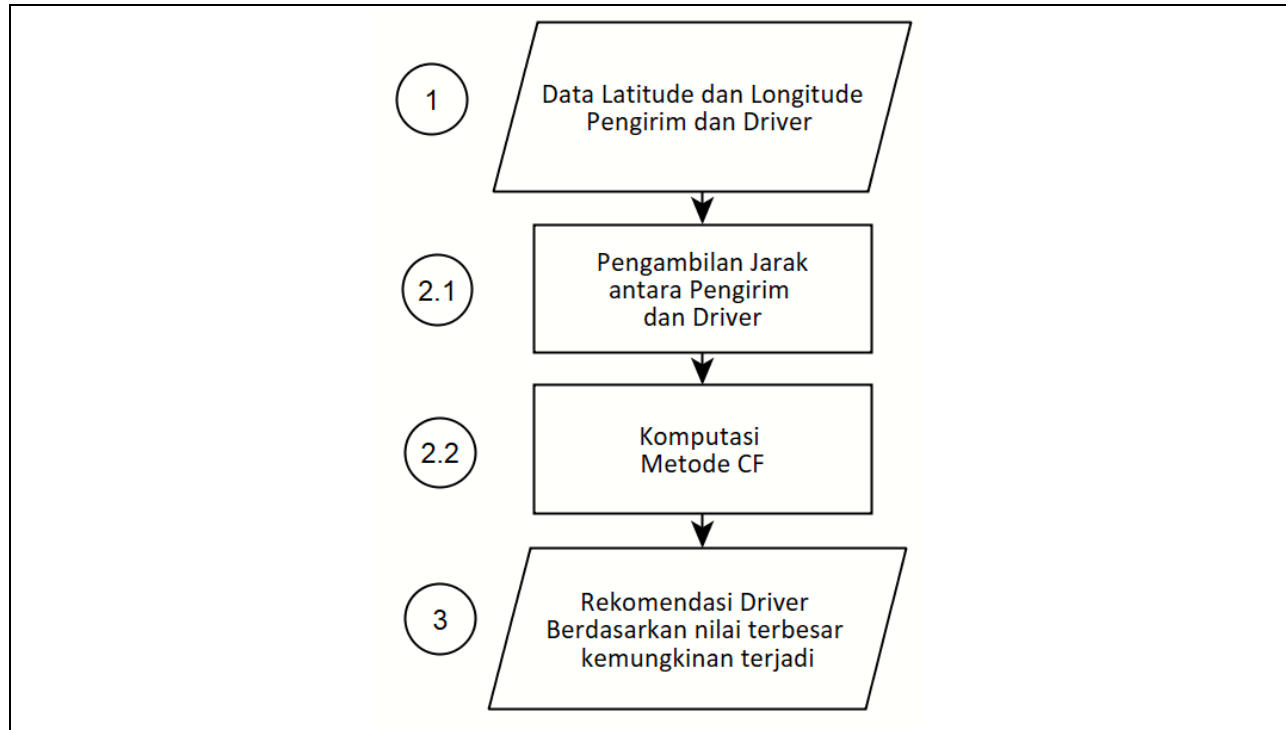 1
Data Latitude dan Longitude
Pengirim dan Driver
2.1
Pengambilan Jarak
antara Pengirim
dan Driver
2.2
Komputasi
Metode CF
3
Rekomendasi Driver
Berdasarkan nilai terbesar
kemungkinan terjadi